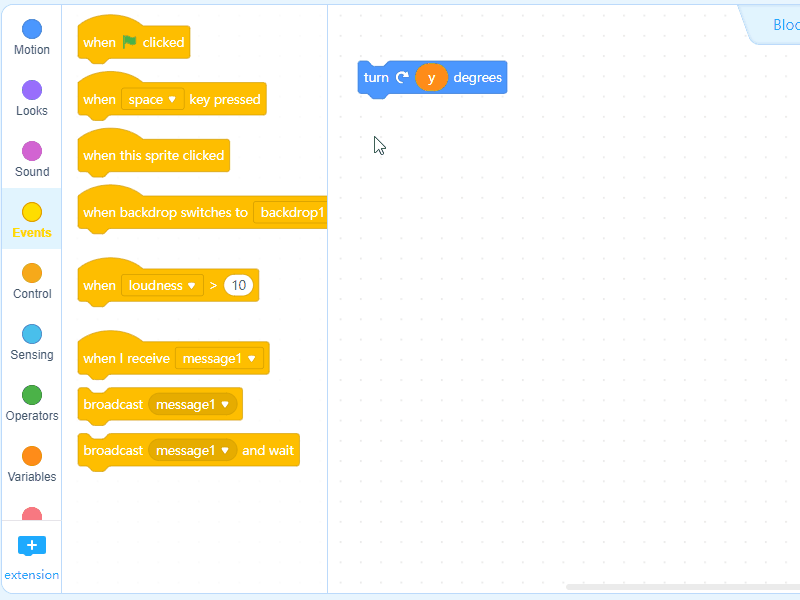 Motion
Looks
Sound
Events
Control
Sensing
Operators
Variables
extension
when clicked
when space key pressed
when this sprite clicked
when backdrop switches to backdrop1
when loudness > 10
when I receive message1
broadcast message1
broadcast message1 and wait
turn y degrees
Bloc